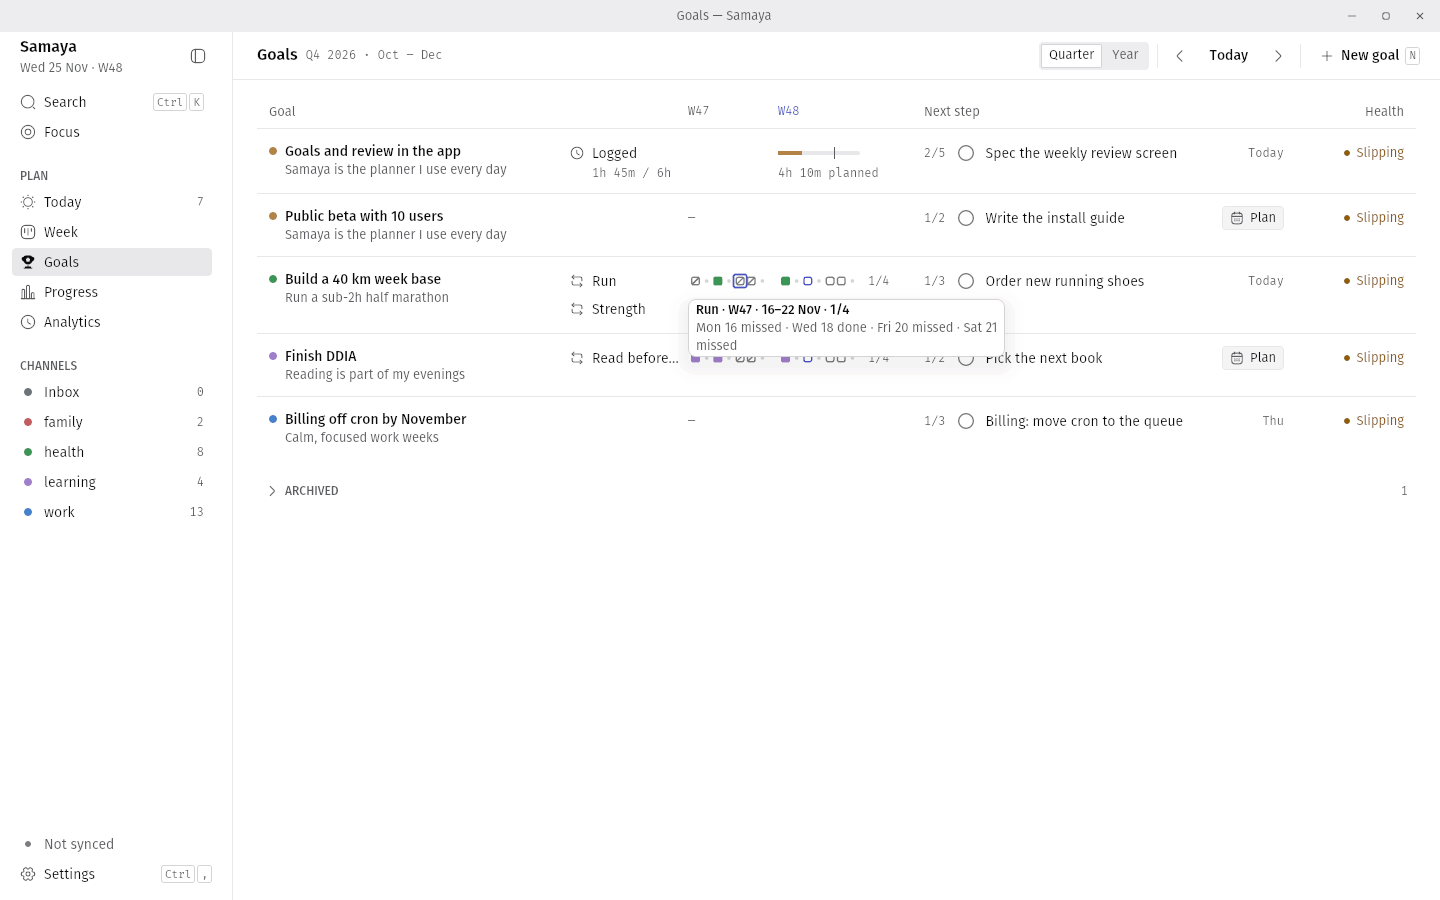 Goals — Samaya
Samaya
Wed 25 Nov · W48
Search Ctrl K
Focus
PLAN
Today 7
Week
Goals
Progress
Analytics
CHANNELS
Inbox 0
family 2
health 8
learning 4
work 13
Not synced
Settings Ctrl ,
Goals Q4 2026 · Oct — Dec
Quarter Year
Today
New goal N
Goal W47 W48 Next step Health
Goals and review in the app
Samaya is the planner I use every day
Logged
1h 45m / 6h
4h 10m planned
2/5 Spec the weekly review screen Today Slipping
Public beta with 10 users
Samaya is the planner I use every day
— 1/2 Write the install guide Plan Slipping
Build a 40 km week base
Run a sub-2h half marathon
Run 1/4 1/3 Order new running shoes Today Slipping
Strength
Run · W47 · 16–22 Nov · 1/4
Mon 16 missed · Wed 18 done · Fri 20 missed · Sat 21
missed
Finish DDIA
Reading is part of my evenings
Read before… 1/4 1/2 Pick the next book Plan Slipping
Billing off cron by November
Calm, focused work weeks
— 1/3 Billing: move cron to the queue Thu Slipping
ARCHIVED 1